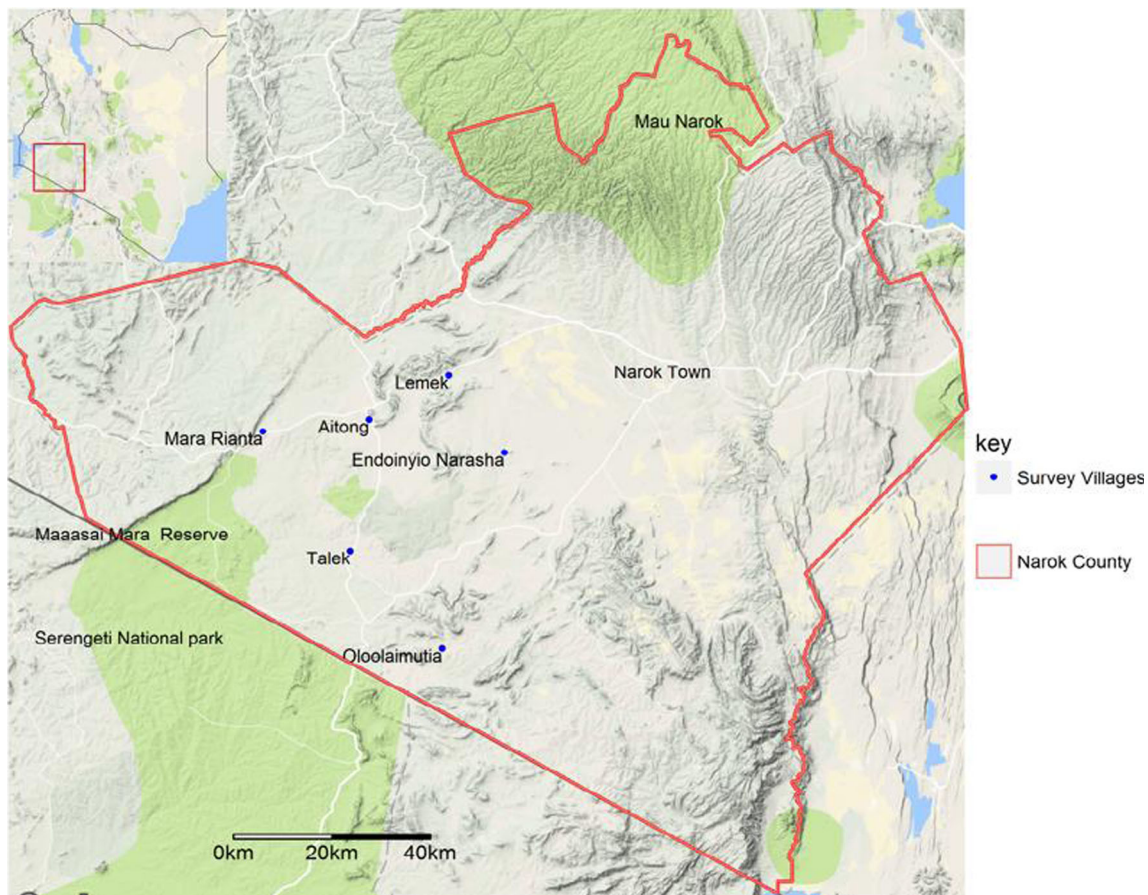 Mau Narok
Narok Town
Lemek
Aitong
Mara Rianta
Endoinyio Narasha
key
Survey Villages
Maaasai Mara Reserve
Talek
Narok County
Serengeti National park
Oloolaimutia
0km 20km 40km